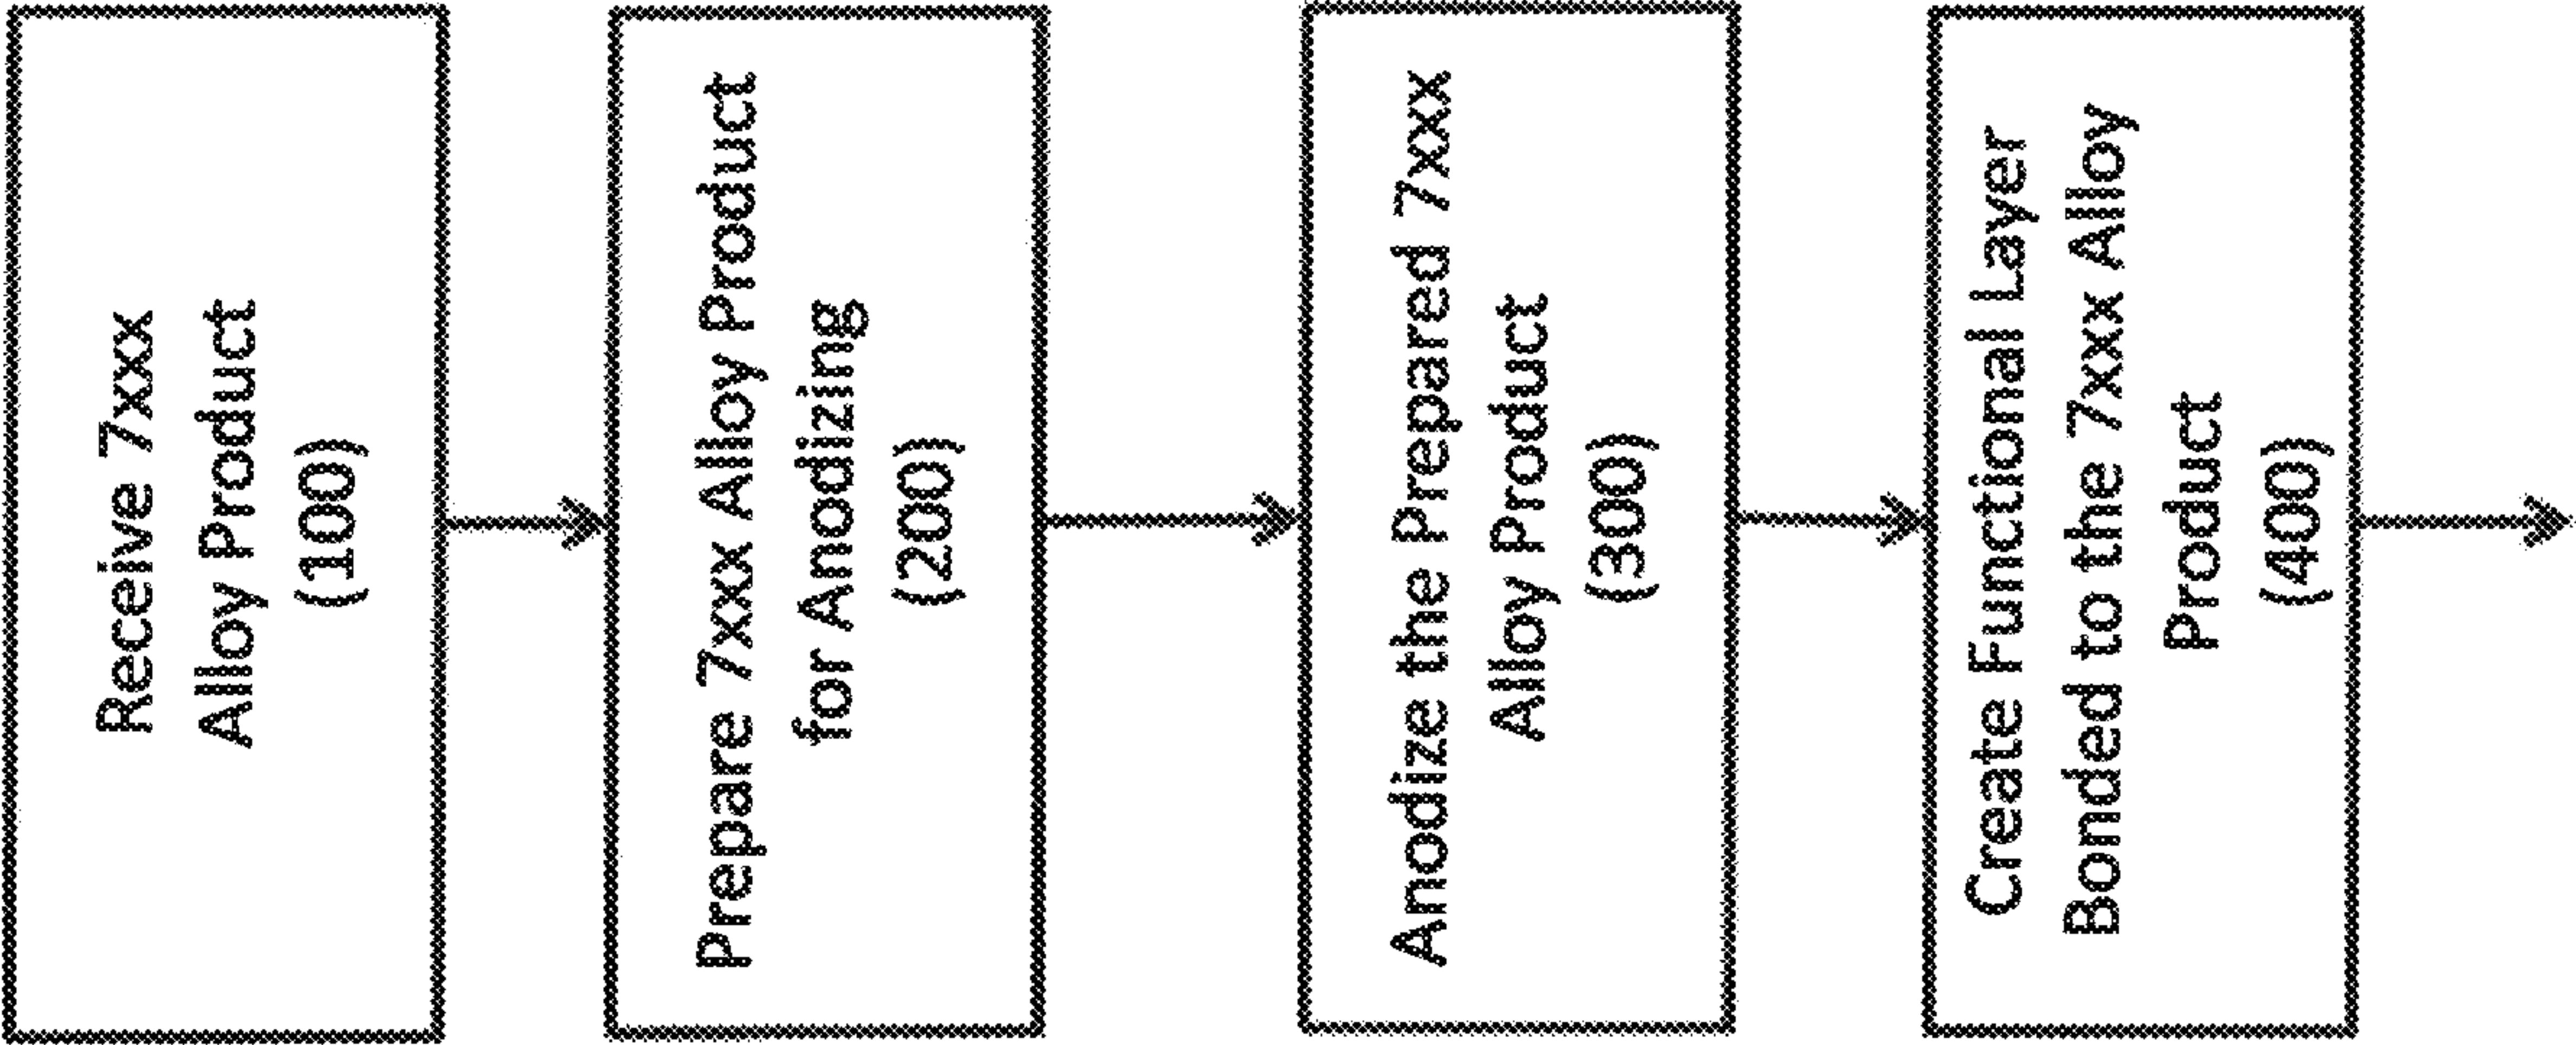 Receive 7xxx
Alloy Product
(100)
Prepare 7xxx Alloy Product
for Anodizing
(200)
Anodize the Prepared 7xxx
Alloy Product
(300)
Create Functional Layer
Bonded to the 7xxx Alloy
Product
(400)